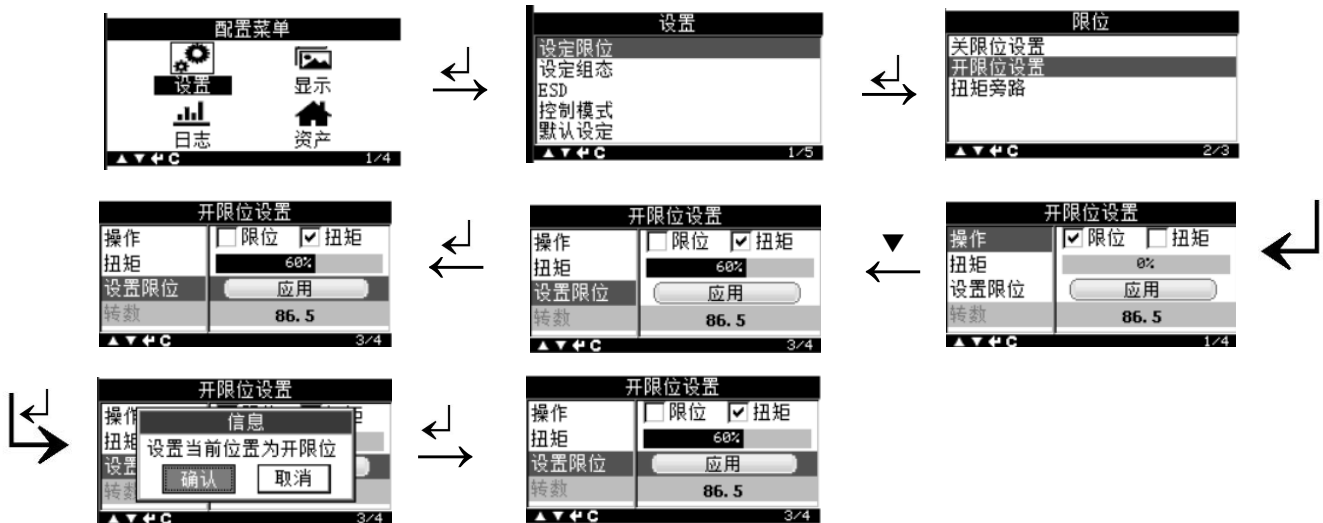 配置菜单
设置 显示
日志 资产
▲▼↵C 1/4
↵
设置
设定限位
设定组态
ESD
控制模式
默认设定
▲▼↵C 1/5
↵
限位
关限位设置
开限位设置
扭矩旁路
▲▼↵C 2/3
↵
开限位设置
操作 限位 扭矩
扭矩 0%
设置限位 应用
转数 86.5
▲▼↵C 1/4
▼
开限位设置
操作 限位 扭矩
扭矩 60%
设置限位 应用
转数 86.5
▲▼↵C 3/4
↵
开限位设置
操作 限位 扭矩
扭矩 60%
设置限位 应用
转数 86.5
▲▼↵C 3/4
↵
开限位设置
操作
扭矩
信息
设置当前位置为开限位
确认 取消
▲▼↵C 3/4
↵
开限位设置
操作 限位 扭矩
扭矩 60%
设置限位 应用
转数 86.5
▲▼↵C 3/4